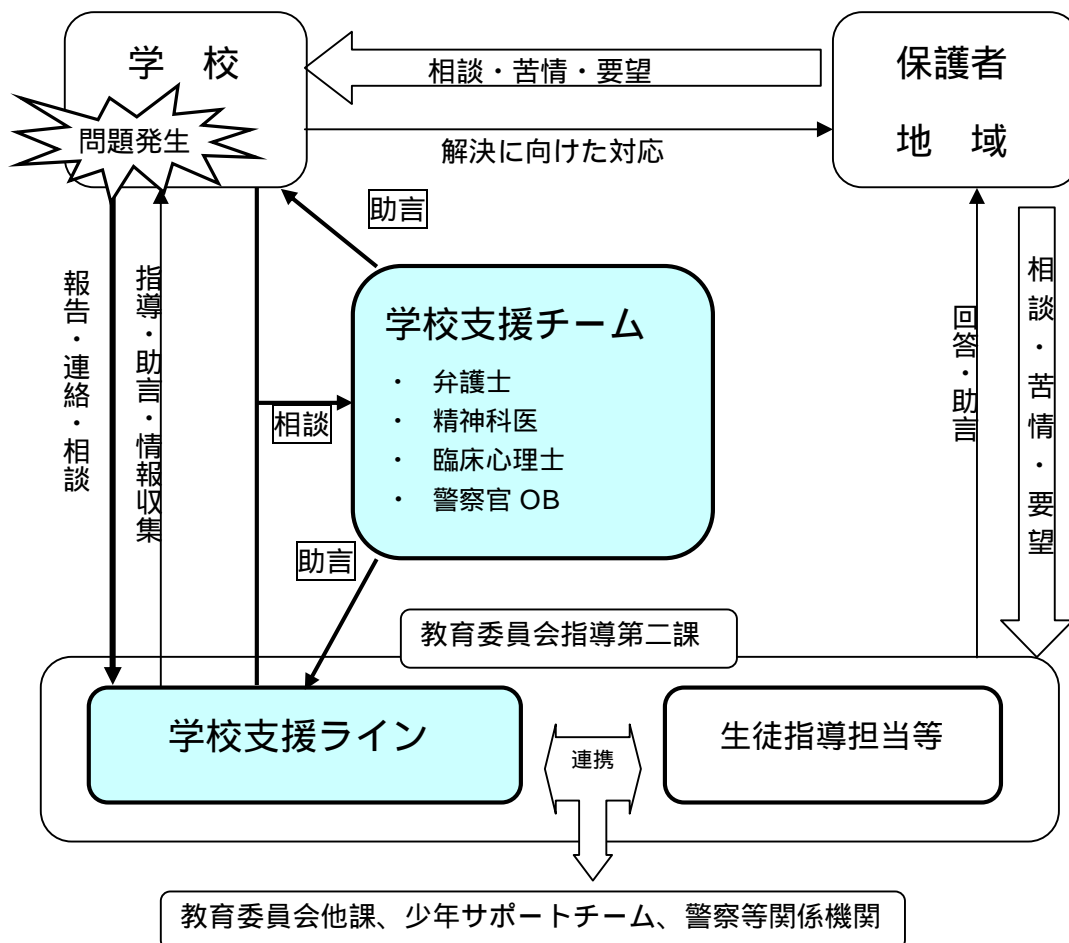 学　校
問題発生
相談・苦情・要望
保護者
地　域
解決に向けた対応
助言
報告・連絡・相談
指導・助言・情報収集
学校支援チーム
・　弁護士
・　精神科医
・　臨床心理士
・　警察官 OB
相談
助言
回答・助言
相談・苦情・要望
教育委員会指導第二課
学校支援ライン
連携
生徒指導担当等
教育委員会他課、少年サポートチーム、警察等関係機関